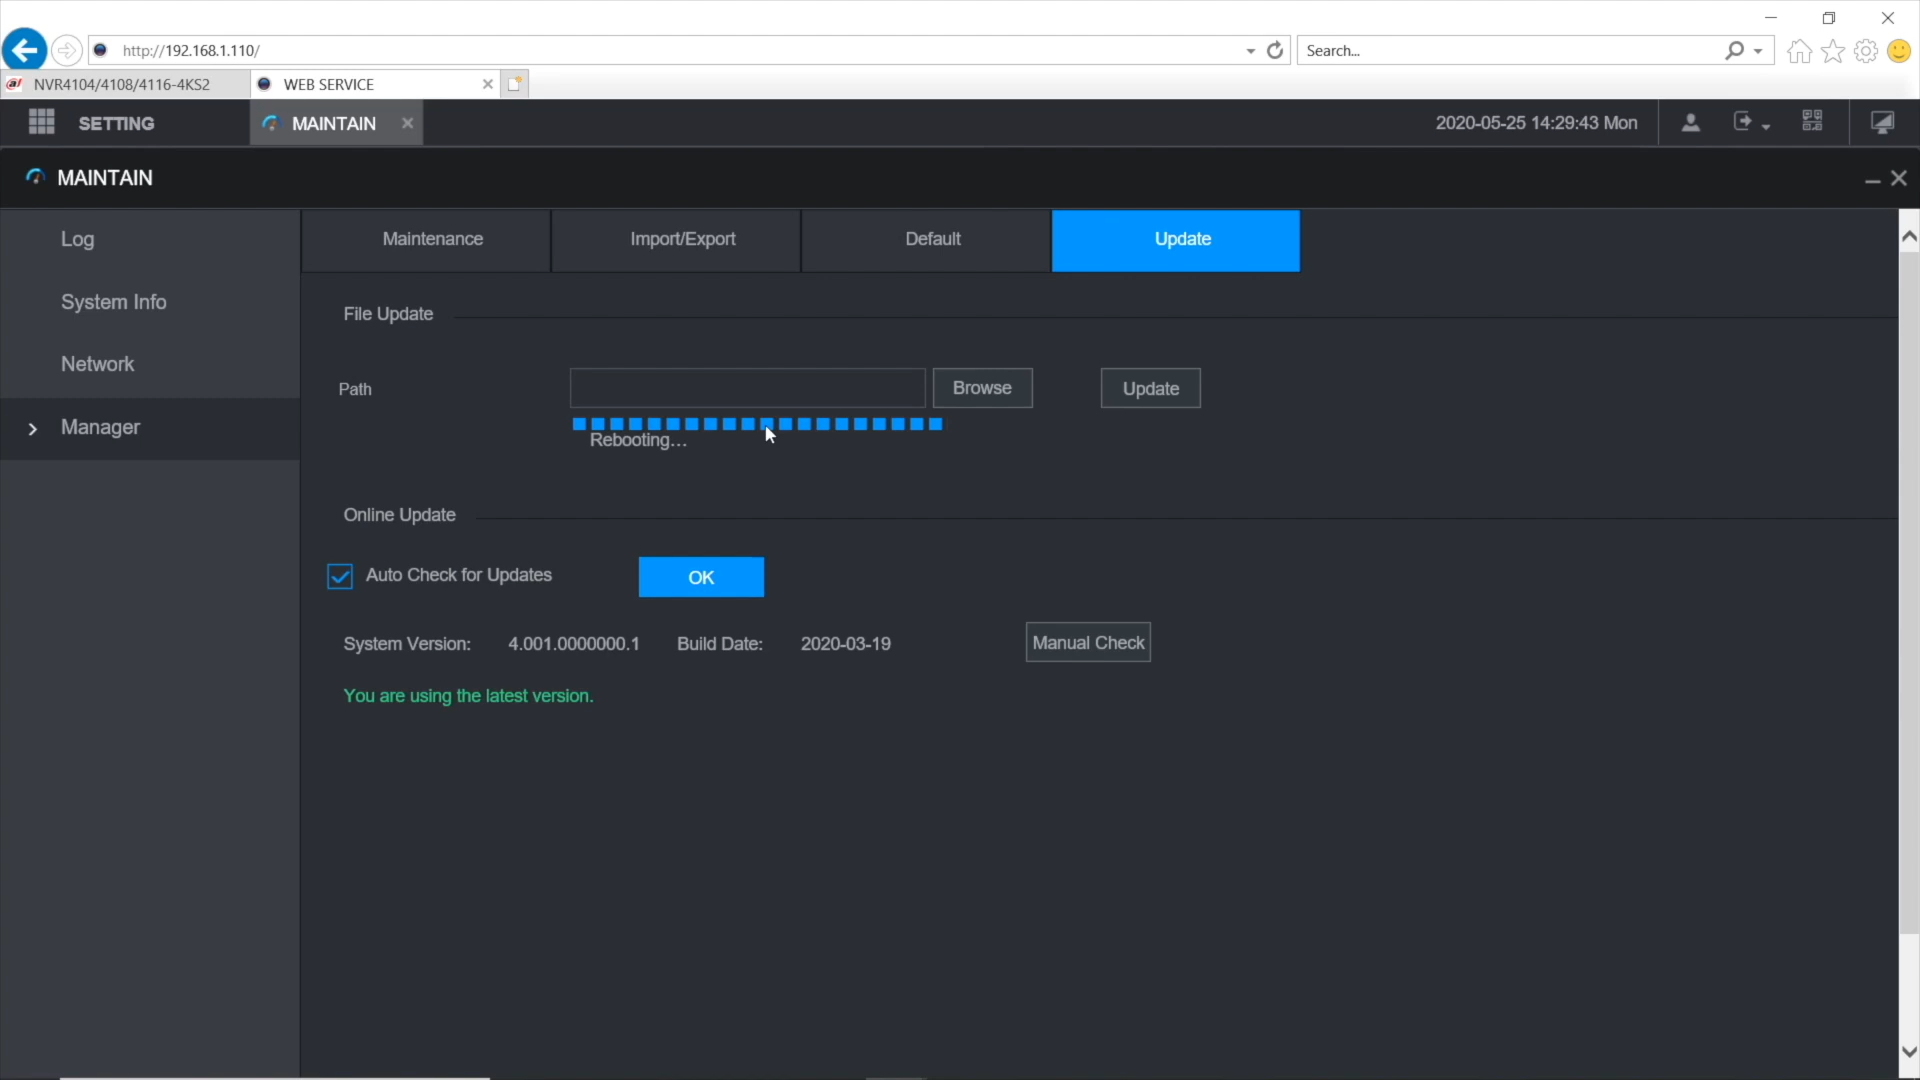 http://192.168.1.110/
Search...
NVR4104/4108/4116-4KS2
WEB SERVICE
SETTING
MAINTAIN
2020-05-25 14:29:43 Mon
MAINTAIN
Log
System Info
Network
Manager
Maintenance
Import/Export
Default
Update
File Update
Path
Browse
Update
Rebooting...
Online Update
Auto Check for Updates
OK
System Version: 4.001.0000000.1 Build Date: 2020-03-19
Manual Check
You are using the latest version.